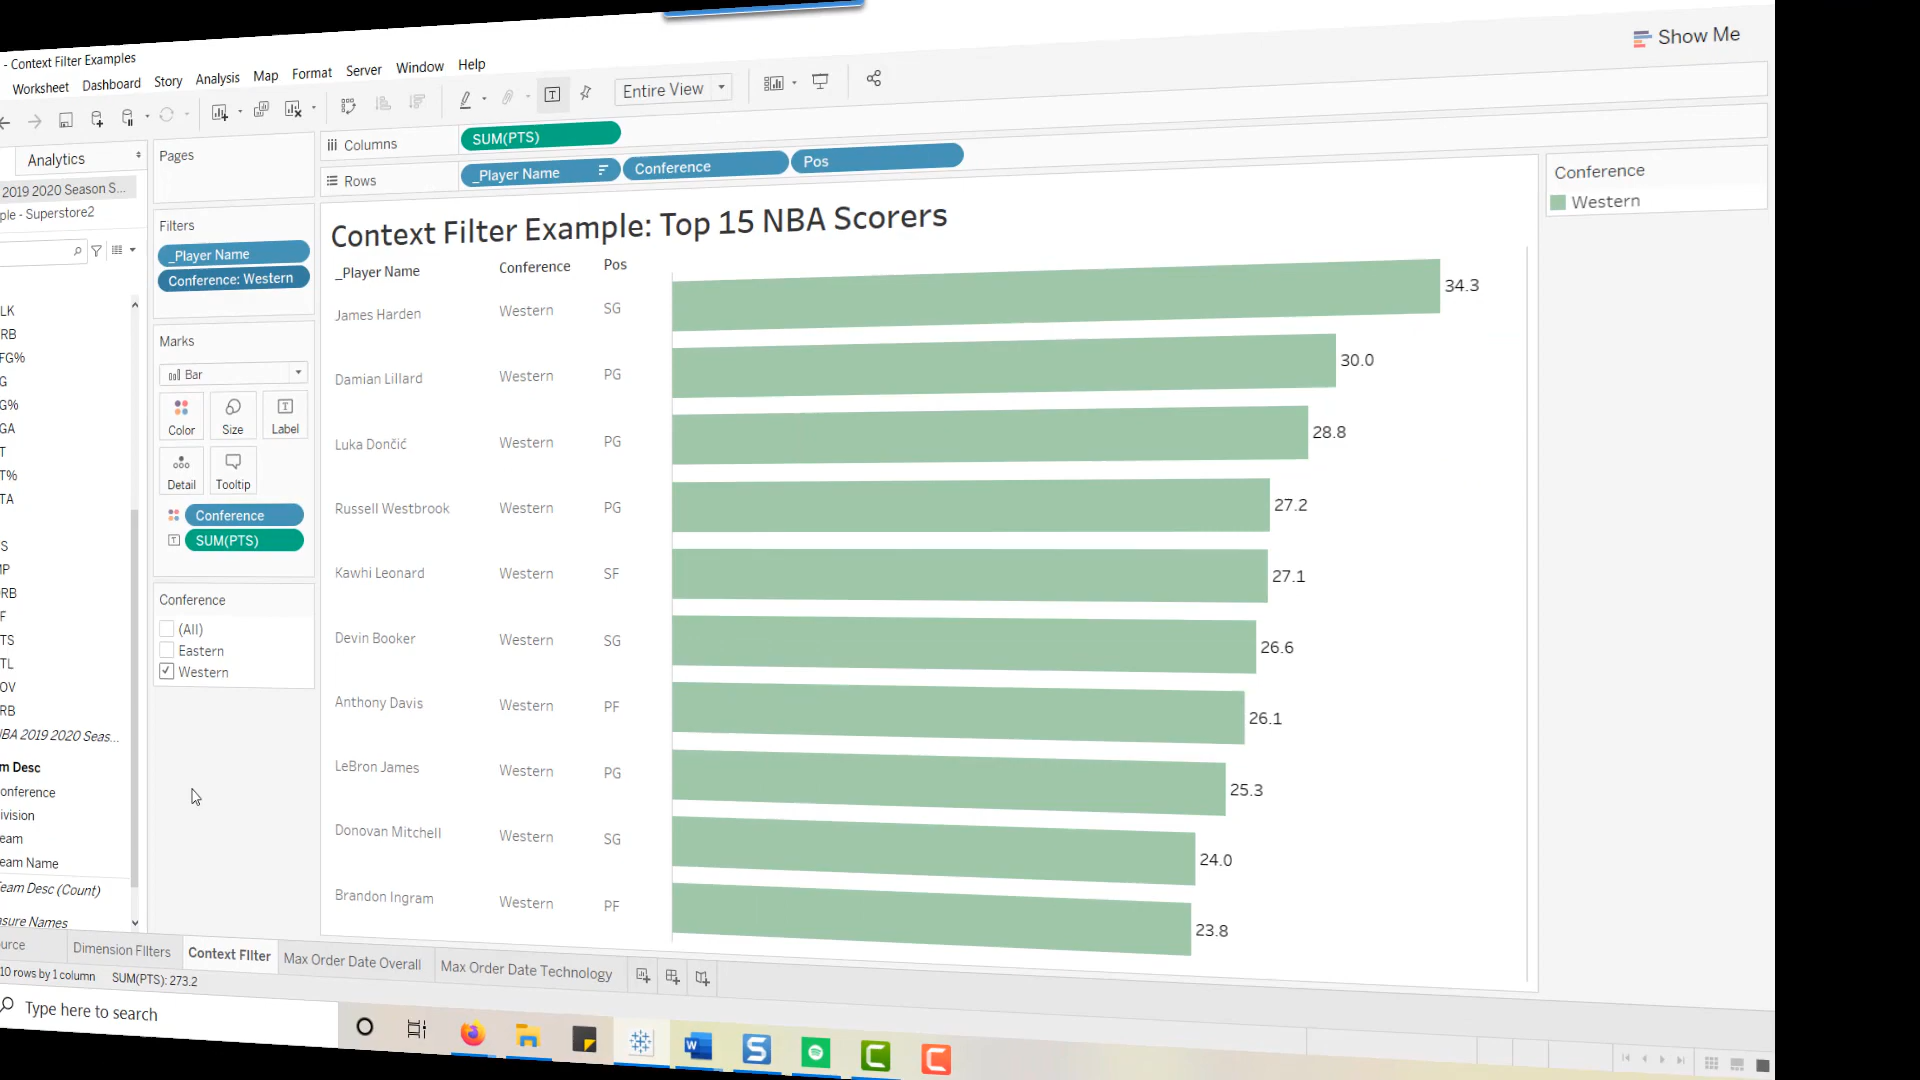 - Context Filter Examples
Worksheet Dashboard Story Analysis Map Format Server Window Help
Entire View
Show Me
Analytics
2019 2020 Season S...
ple - Superstore2
Pages
Columns SUM(PTS)
Rows _Player Name Conference Pos
Filters
_Player Name
Conference: Western
Marks
Bar
Color Size Label
Detail Tooltip
Conference
SUM(PTS)
Conference
(All)
Eastern
Western
LK
RB
FG%
G
G%
GA
T
T%
TA
S
MP
RB
F
TS
TL
OV
RB
NBA 2019 2020 Seas...
m Desc
onference
ivision
eam
eam Name
eam Desc (Count)
asure Names
Context Filter Example: Top 15 NBA Scorers
_Player Name Conference Pos
James Harden Western SG 34.3
Damian Lillard Western PG 30.0
Luka Dončić Western PG 28.8
Russell Westbrook Western PG 27.2
Kawhi Leonard Western SF 27.1
Devin Booker Western SG 26.6
Anthony Davis Western PF 26.1
LeBron James Western PG 25.3
Donovan Mitchell Western SG 24.0
Brandon Ingram Western PF 23.8
Conference
Western
ource Dimension FIlters Context FIlter Max Order Date Overall Max Order Date Technology
10 rows by 1 column SUM(PTS): 273.2
Type here to search